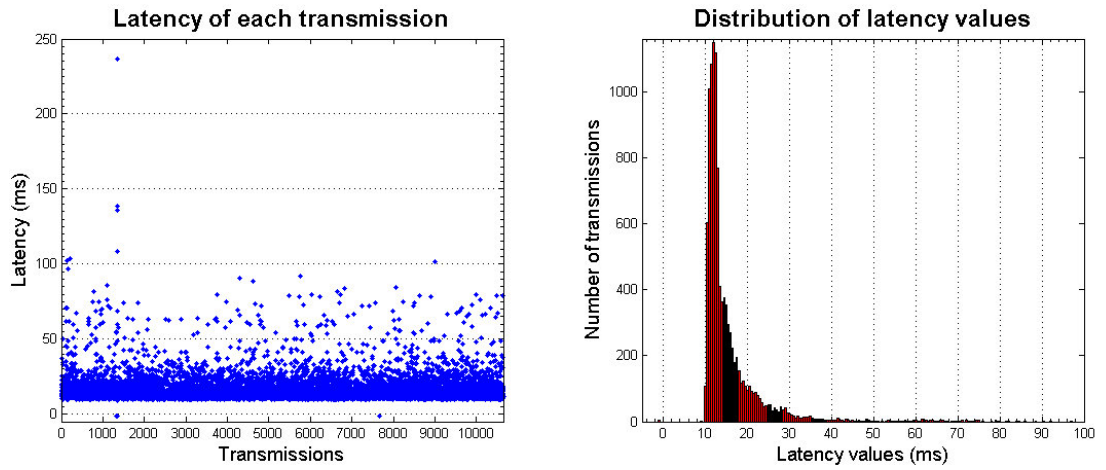 Latency of each transmission
250
200
150
100
50
0
Latency (ms)
0 1000 2000 3000 4000 5000 6000 7000 8000 9000 10000
Transmissions
Distribution of latency values
1000
800
600
400
200
0
Number of transmissions
0 10 20 30 40 50 60 70 80 90 100
Latency values (ms)